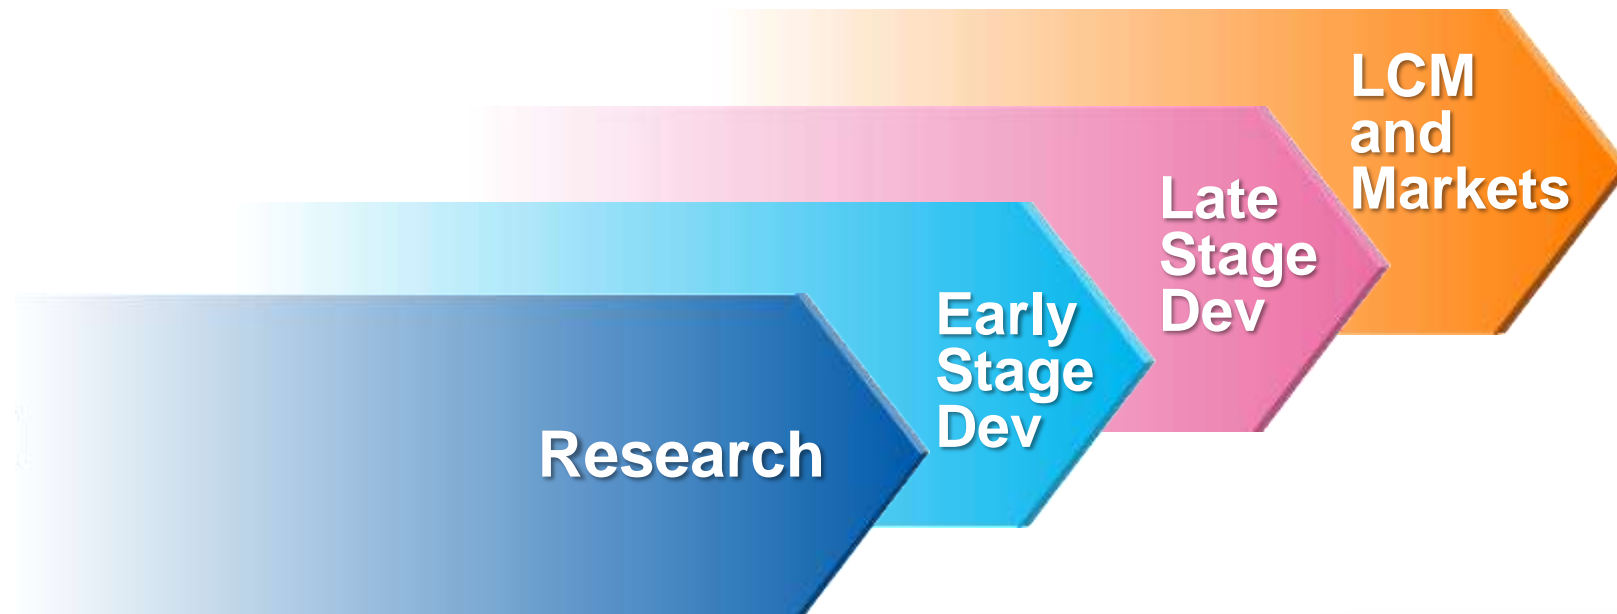 Research
Early
Stage
Dev
Late
Stage
Dev
LCM
and
Markets